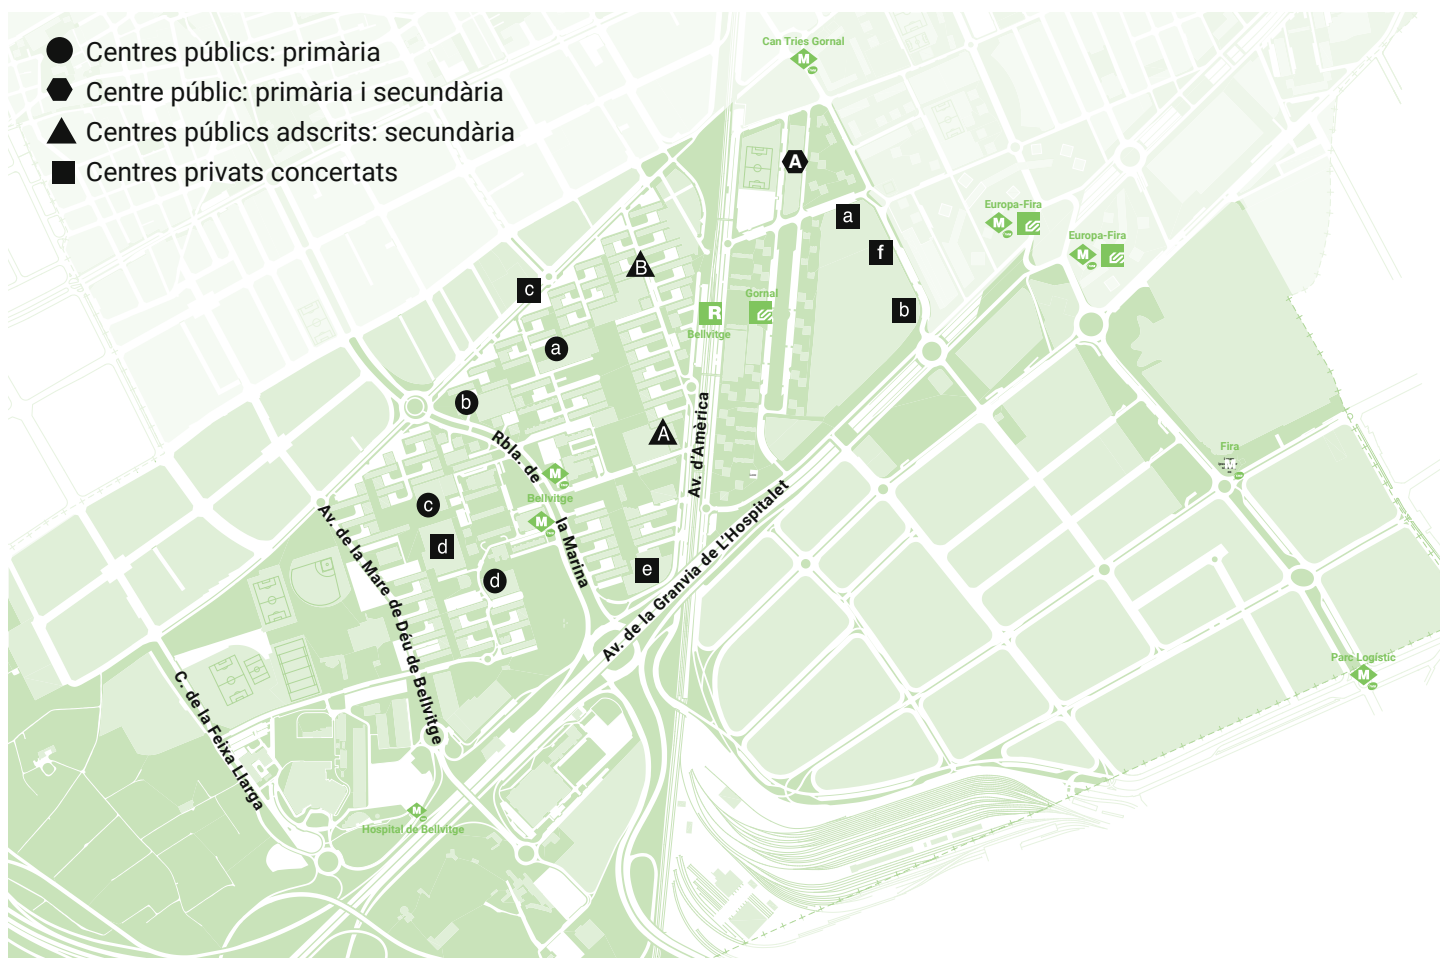 Centres públics: primària
Centre públic: primària i secundària
Centres públics adscrits: secundària
Centres privats concertats
Can Tries Gornal
M
A
a
f
b
Europa-Fira
M
Europa-Fira
M
B
c
a
b
A
R
Bellvitge
Gornal
Av. d'Amèrica
Rbla. de
la Marina
M
Bellvitge
M
c
d
d
e
Av. de la Mare de Déu de Bellvitge
Av. de la Granvia de L'Hospitalet
C. de la Feixa Llarga
Fira
M
Parc Logístic
M
M
Hospital de Bellvitge